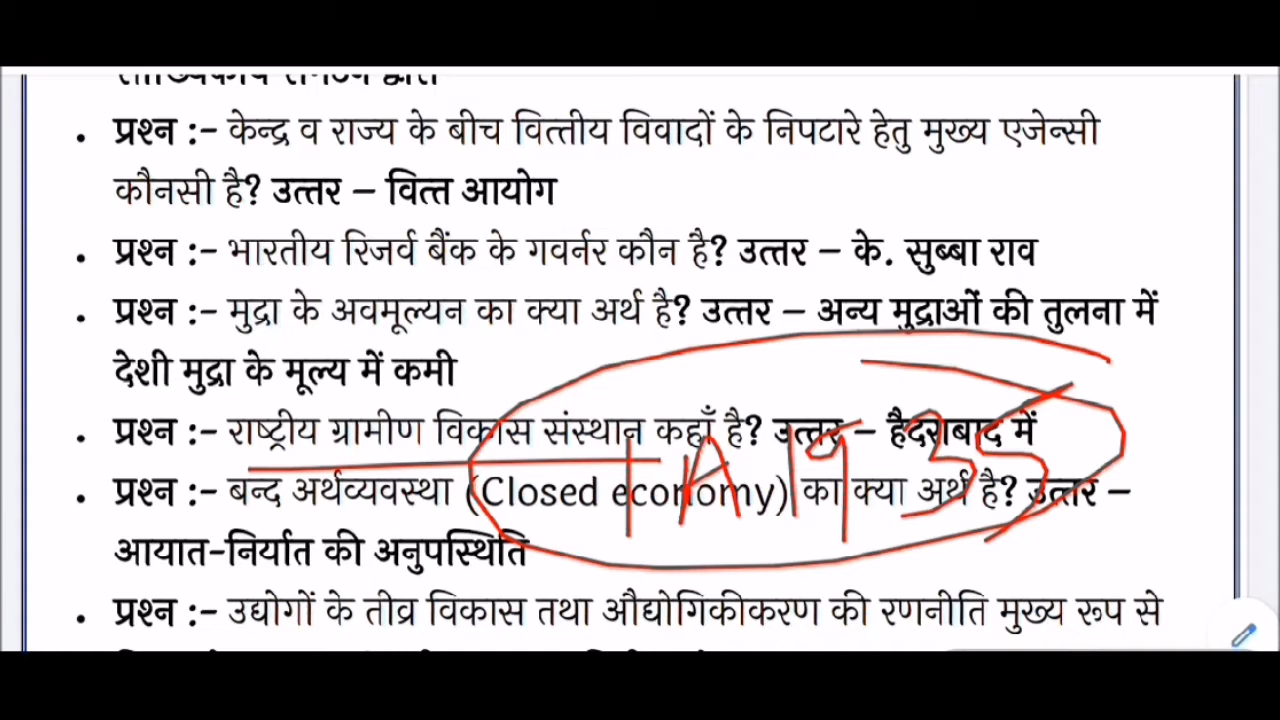 • प्रश्न :- केन्द्र व राज्य के बीच वित्तीय विवादों के निपटारे हेतु मुख्य एजेन्सी
कौनसी है? उत्तर – वित्त आयोग
• प्रश्न :- भारतीय रिजर्व बैंक के गवर्नर कौन है? उत्तर – के. सुब्बा राव
• प्रश्न :- मुद्रा के अवमूल्यन का क्या अर्थ है? उत्तर – अन्य मुद्राओं की तुलना में
देशी मुद्रा के मूल्य में कमी
• प्रश्न :- राष्ट्रीय ग्रामीण विकास संस्थान कहाँ है? उत्तर – हैदराबाद में
1 A 1935
• प्रश्न :- बन्द अर्थव्यवस्था (Closed economy) का क्या अर्थ है? उत्तर –
आयात-निर्यात की अनुपस्थिति
• प्रश्न :- उद्योगों के तीव्र विकास तथा औद्योगिकीकरण की रणनीति मुख्य रूप से